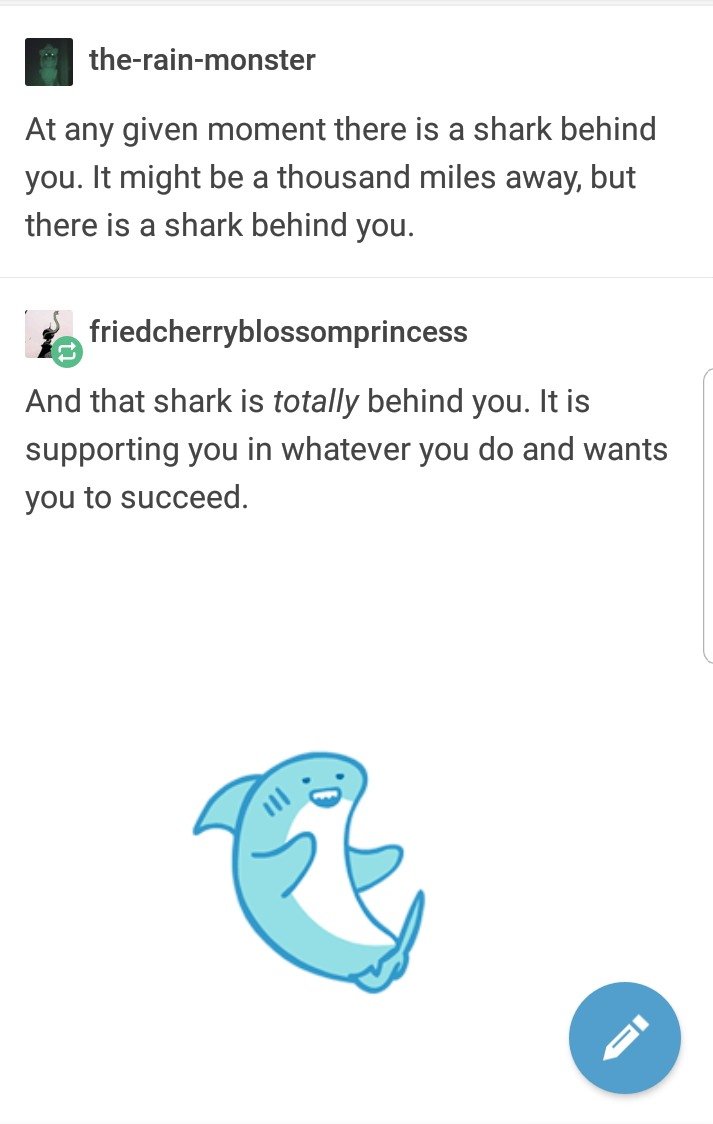 the-rain-monster
At any given moment there is a shark behind
you. It might be a thousand miles away, but
there is a shark behind you.
friedcherryblossomprincess
And that shark is totally behind you. It is
supporting you in whatever you do and wants
you to succeed.